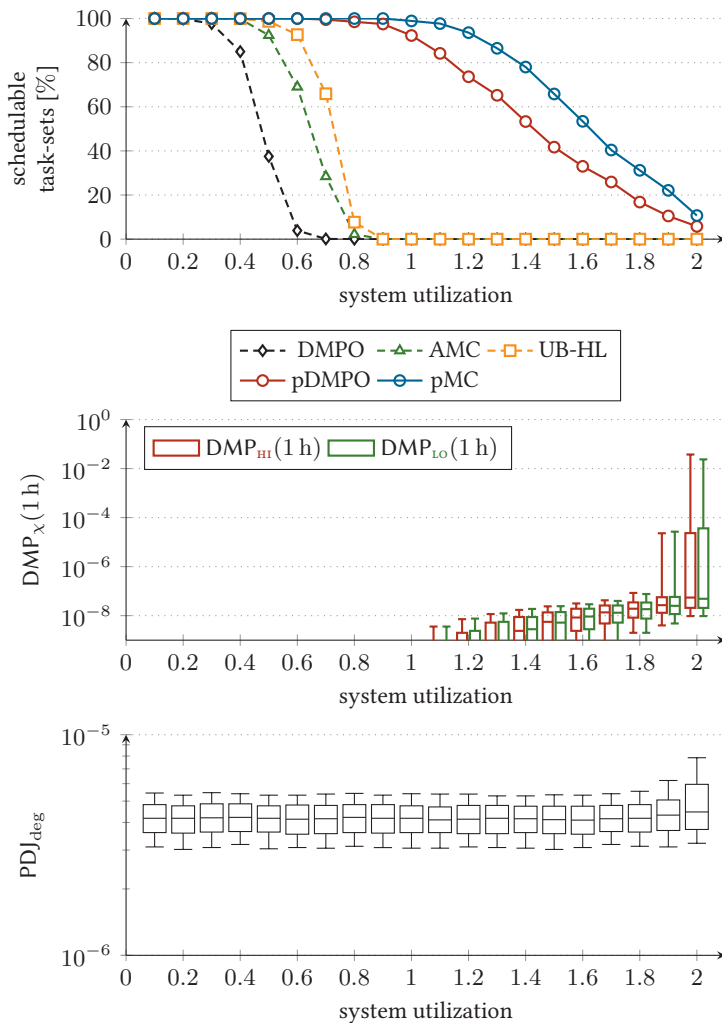 100
80
60
40
20
0
schedulable
task-sets [%]
0 0.2 0.4 0.6 0.8 1 1.2 1.4 1.6 1.8 2
system utilization
DMPO AMC UB-HL
pDMPO pMC
10^0
10^-2
10^-4
10^-6
10^-8
DMP_χ(1 h)
DMP_HI(1 h) DMP_LO(1 h)
0 0.2 0.4 0.6 0.8 1 1.2 1.4 1.6 1.8 2
system utilization
10^-5
10^-6
PDJ_deg
0 0.2 0.4 0.6 0.8 1 1.2 1.4 1.6 1.8 2
system utilization